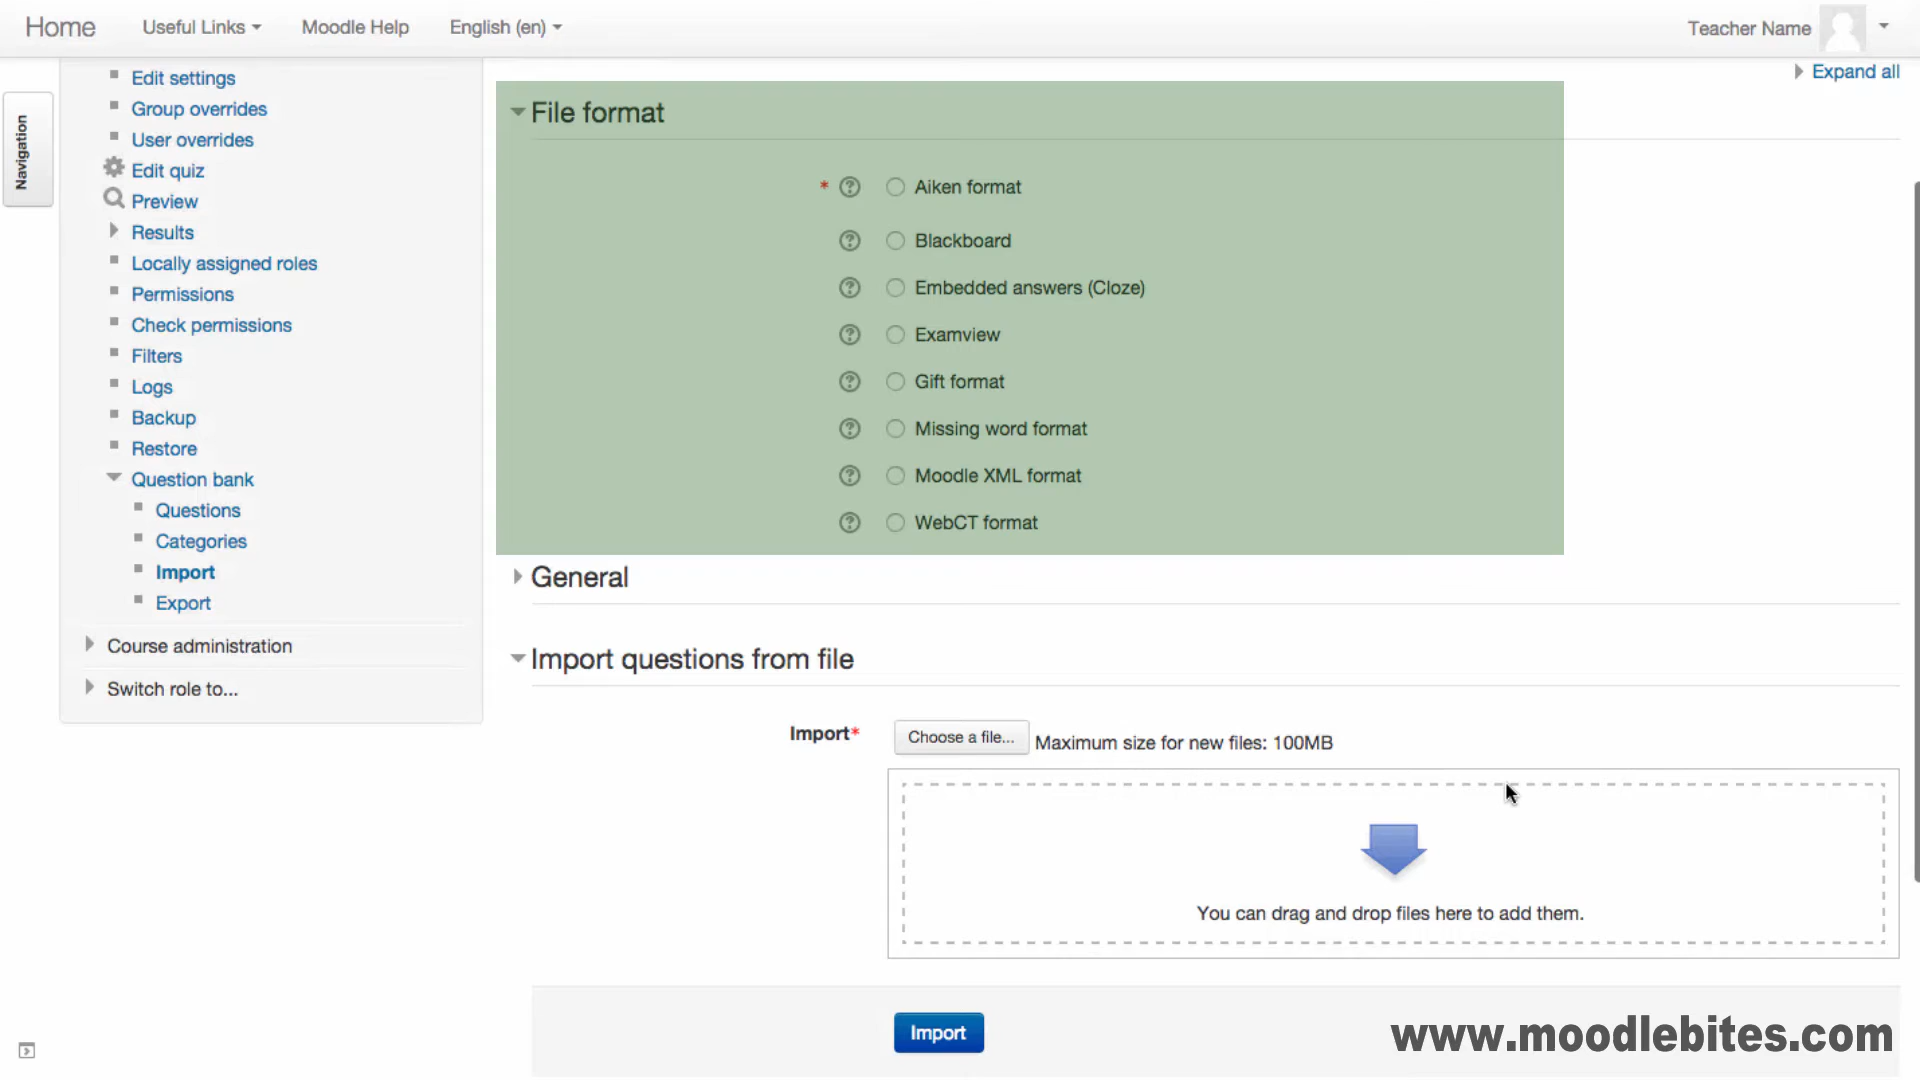 Home
Useful Links
Moodle Help
English (en)
Teacher Name
Expand all
Navigation
Edit settings
Group overrides
User overrides
Edit quiz
Preview
Results
Locally assigned roles
Permissions
Check permissions
Filters
Logs
Backup
Restore
Question bank
Questions
Categories
Import
Export
Course administration
Switch role to...
File format
* Aiken format
Blackboard
Embedded answers (Cloze)
Examview
Gift format
Missing word format
Moodle XML format
WebCT format
General
Import questions from file
Import*
Choose a file...
Maximum size for new files: 100MB
You can drag and drop files here to add them.
Import
www.moodlebites.com